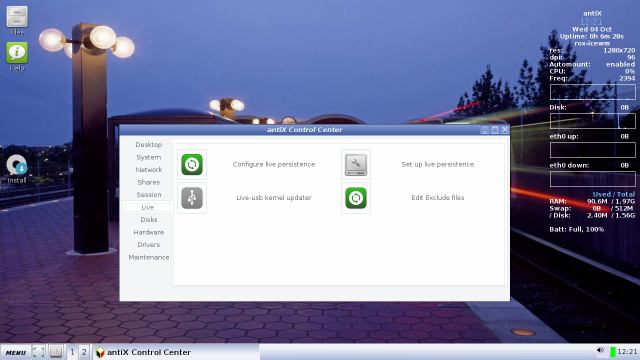 Files
Help
Install
antiX
12:21
Wed 04 Oct
Uptime: 0h 6m 28s
rox-icewm
res: 1280x720
dpi: 96
Automount: enabled
CPU: 0%
Freq: 2394
Disk: 0B
eth0 up: 0B
eth0 down: 0B
Used / Total
RAM: 90.6M / 1.97G
Swap: 0B / 512M
/ Disk: 2.40M / 1.56G
Batt: Full, 100%
antiX Control Center
Desktop
System
Network
Shares
Session
Live
Disks
Hardware
Drivers
Maintenance
Configure live persistence
Set up live persistence
Live-usb kernel updater
Edit Exclude files
MENU
1
2
antiX Control Center
12:21